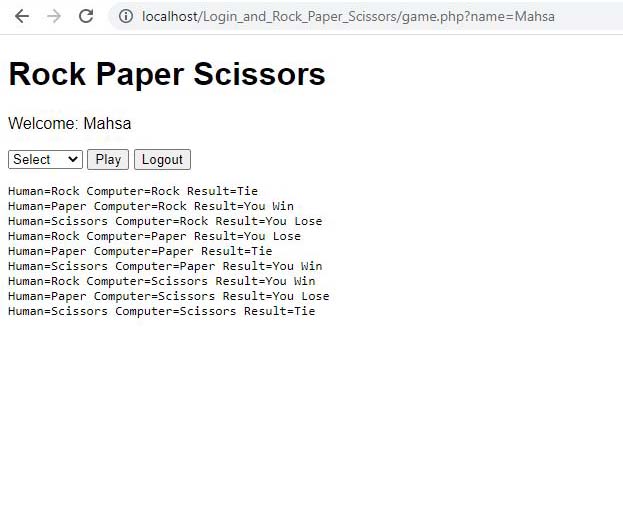 localhost/Login_and_Rock_Paper_Scissors/game.php?name=Mahsa
Rock Paper Scissors
Welcome: Mahsa
Select Play Logout
Human=Rock Computer=Rock Result=Tie
Human=Paper Computer=Rock Result=You Win
Human=Scissors Computer=Rock Result=You Lose
Human=Rock Computer=Paper Result=You Lose
Human=Paper Computer=Paper Result=Tie
Human=Scissors Computer=Paper Result=You Win
Human=Rock Computer=Scissors Result=You Win
Human=Paper Computer=Scissors Result=You Lose
Human=Scissors Computer=Scissors Result=Tie